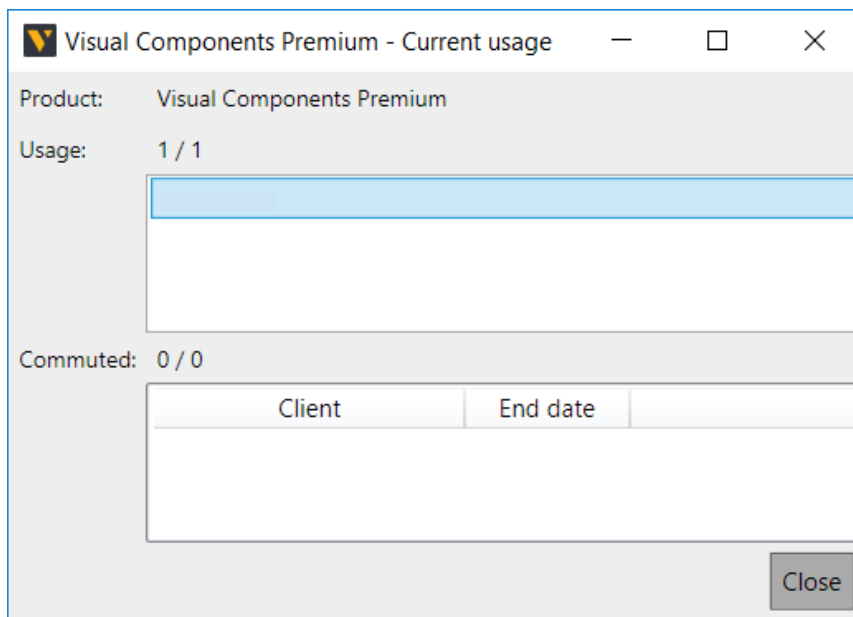 Visual Components Premium - Current usage
Product: Visual Components Premium
Usage: 1 / 1
Commuted: 0 / 0
Client End date
Close